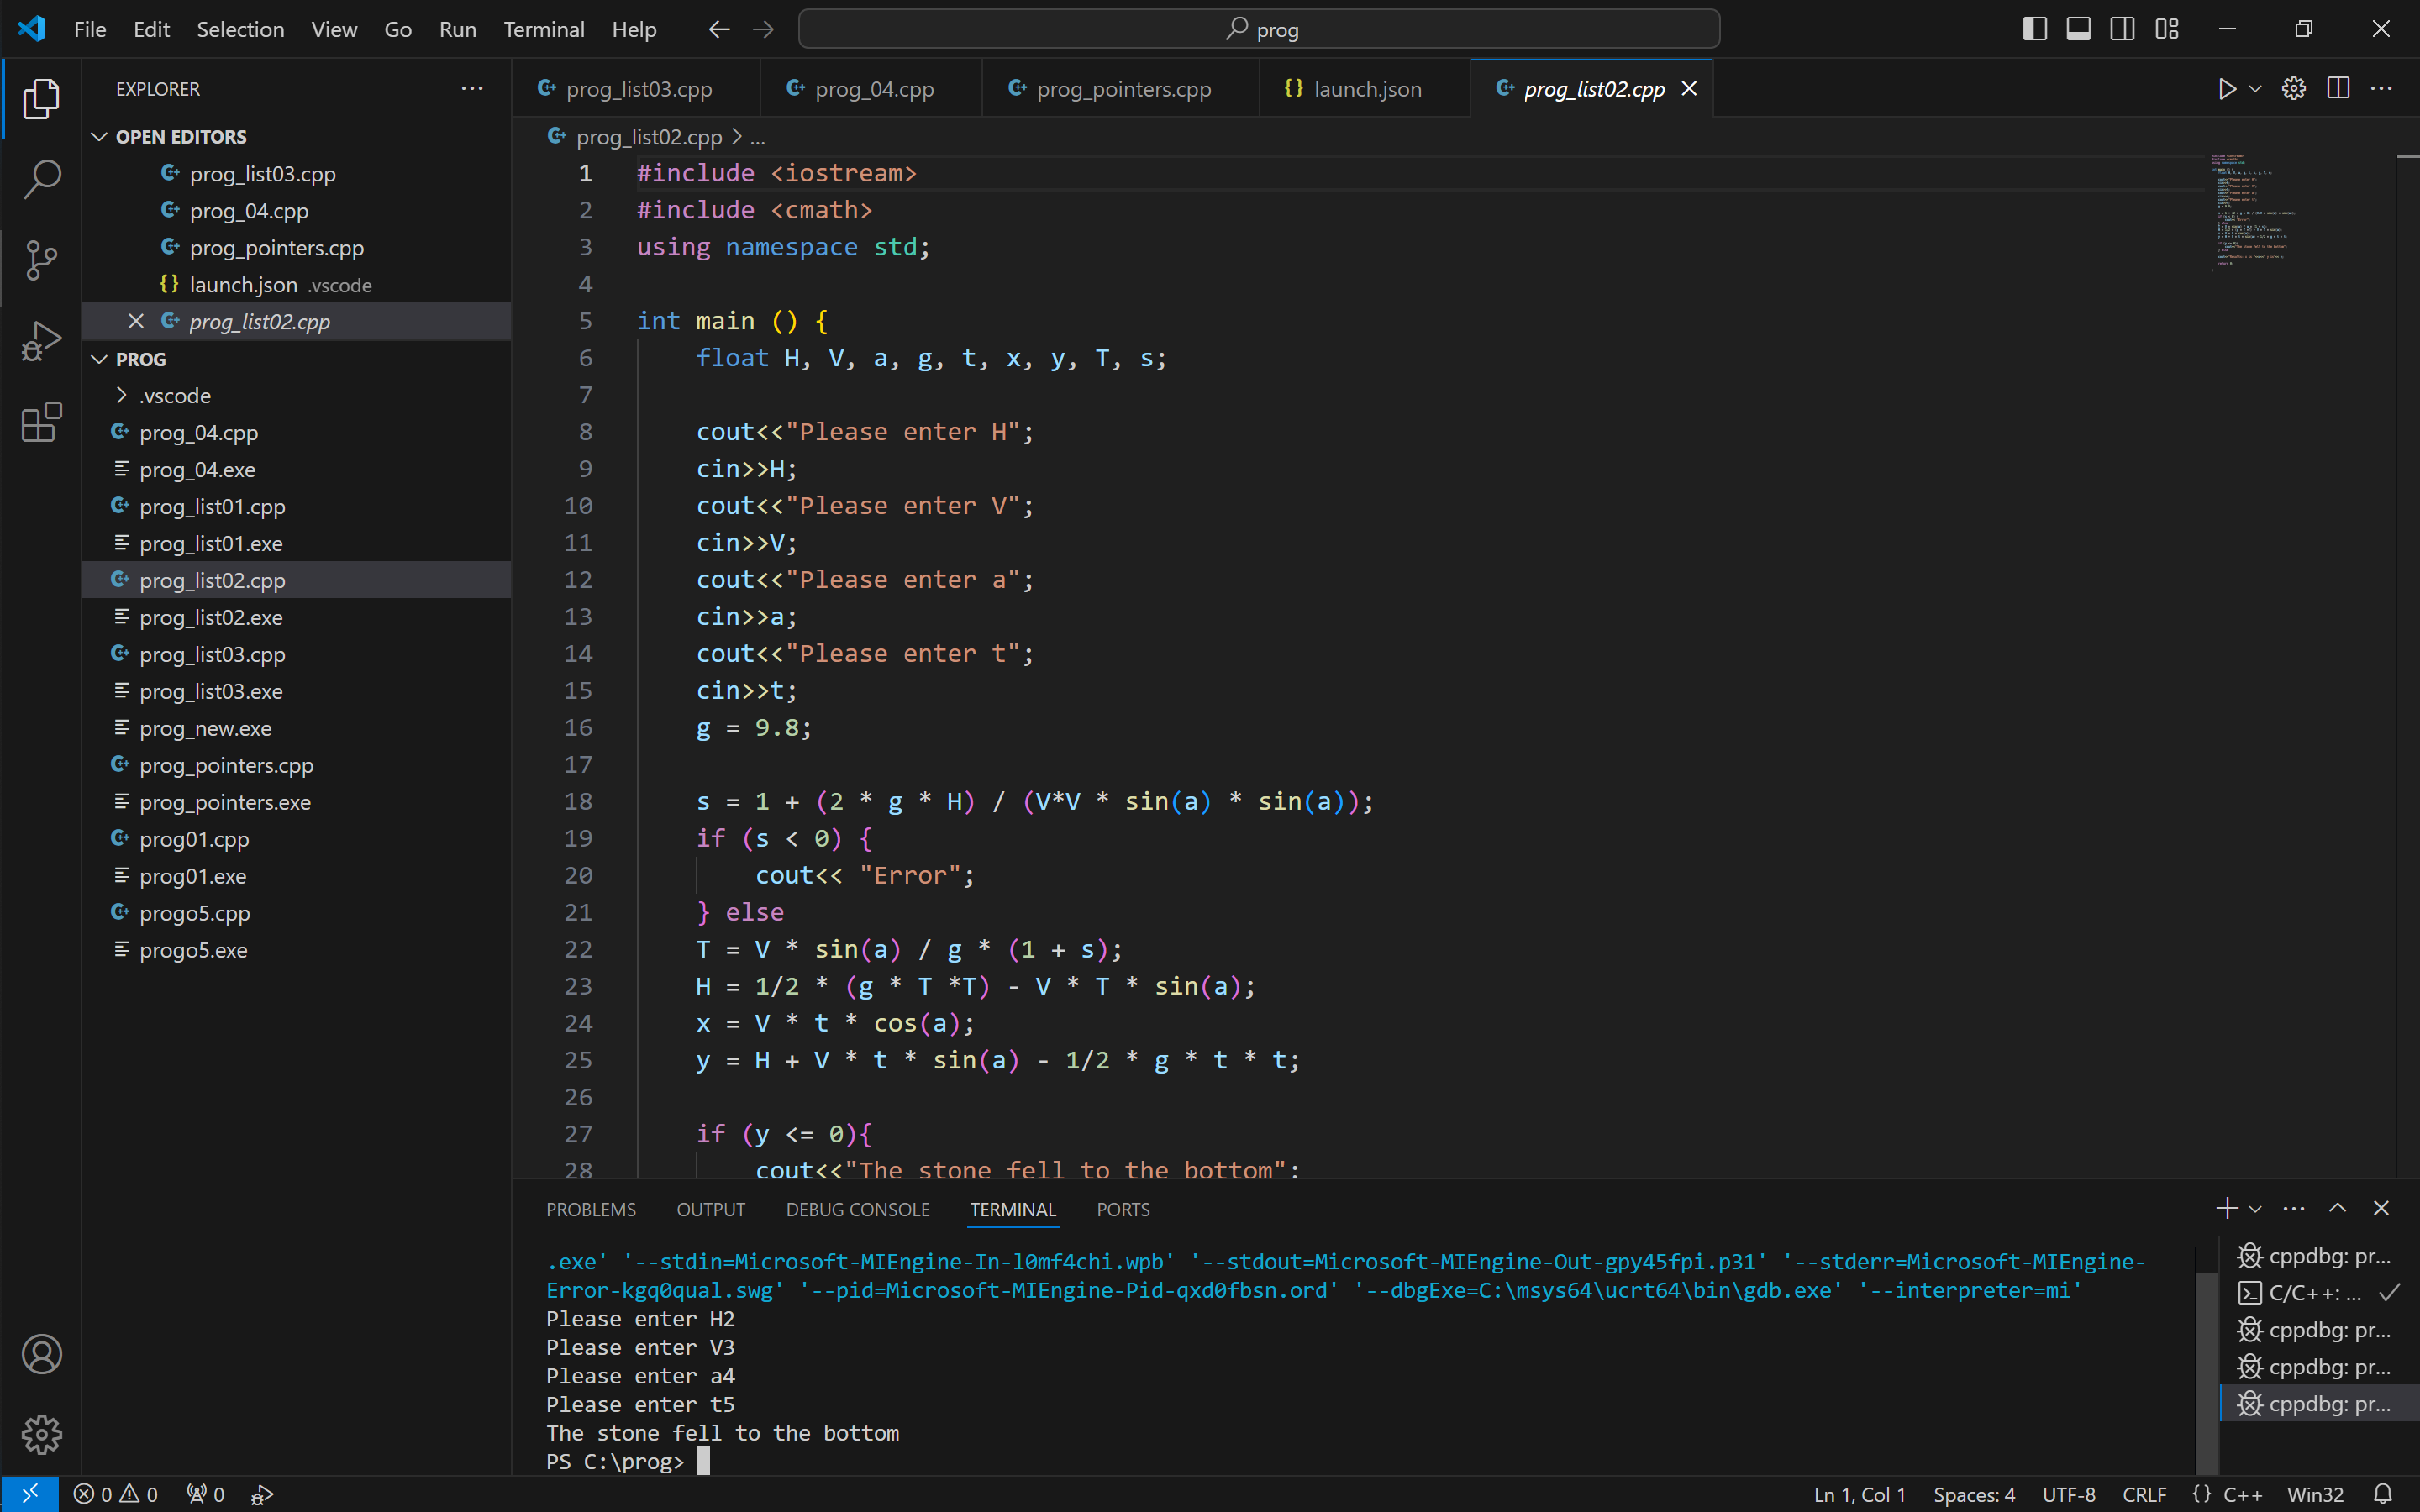 File Edit Selection View Go Run Terminal Help
prog
EXPLORER
OPEN EDITORS
prog_list03.cpp
prog_04.cpp
prog_pointers.cpp
launch.json .vscode
prog_list02.cpp
PROG
.vscode
prog_04.cpp
prog_04.exe
prog_list01.cpp
prog_list01.exe
prog_list02.cpp
prog_list02.exe
prog_list03.cpp
prog_list03.exe
prog_new.exe
prog_pointers.cpp
prog_pointers.exe
prog01.cpp
prog01.exe
progo5.cpp
progo5.exe
prog_list03.cpp prog_04.cpp prog_pointers.cpp launch.json prog_list02.cpp
prog_list02.cpp > ...
1 #include <iostream>
2 #include <cmath>
3 using namespace std;
4
5 int main () {
6 float H, V, a, g, t, x, y, T, s;
7
8 cout<<"Please enter H";
9 cin>>H;
10 cout<<"Please enter V";
11 cin>>V;
12 cout<<"Please enter a";
13 cin>>a;
14 cout<<"Please enter t";
15 cin>>t;
16 g = 9.8;
17
18 s = 1 + (2 * g * H) / (V*V * sin(a) * sin(a));
19 if (s < 0) {
20 cout<< "Error";
21 } else
22 T = V * sin(a) / g * (1 + s);
23 H = 1/2 * (g * T *T) - V * T * sin(a);
24 x = V * t * cos(a);
25 y = H + V * t * sin(a) - 1/2 * g * t * t;
26
27 if (y <= 0){
28 cout<<"The stone fell to the bottom";
PROBLEMS OUTPUT DEBUG CONSOLE TERMINAL PORTS
.exe' '--stdin=Microsoft-MIEngine-In-l0mf4chi.wpb' '--stdout=Microsoft-MIEngine-Out-gpy45fpi.p31' '--stderr=Microsoft-MIEngine-
Error-kgq0qual.swg' '--pid=Microsoft-MIEngine-Pid-qxd0fbsn.ord' '--dbgExe=C:\msys64\ucrt64\bin\gdb.exe' '--interpreter=mi'
Please enter H2
Please enter V3
Please enter a4
Please enter t5
The stone fell to the bottom
PS C:\prog>
cppdbg: pr...
C/C++: ...
cppdbg: pr...
cppdbg: pr...
cppdbg: pr...
0 0 0 Ln 1, Col 1 Spaces: 4 UTF-8 CRLF {} C++ Win32